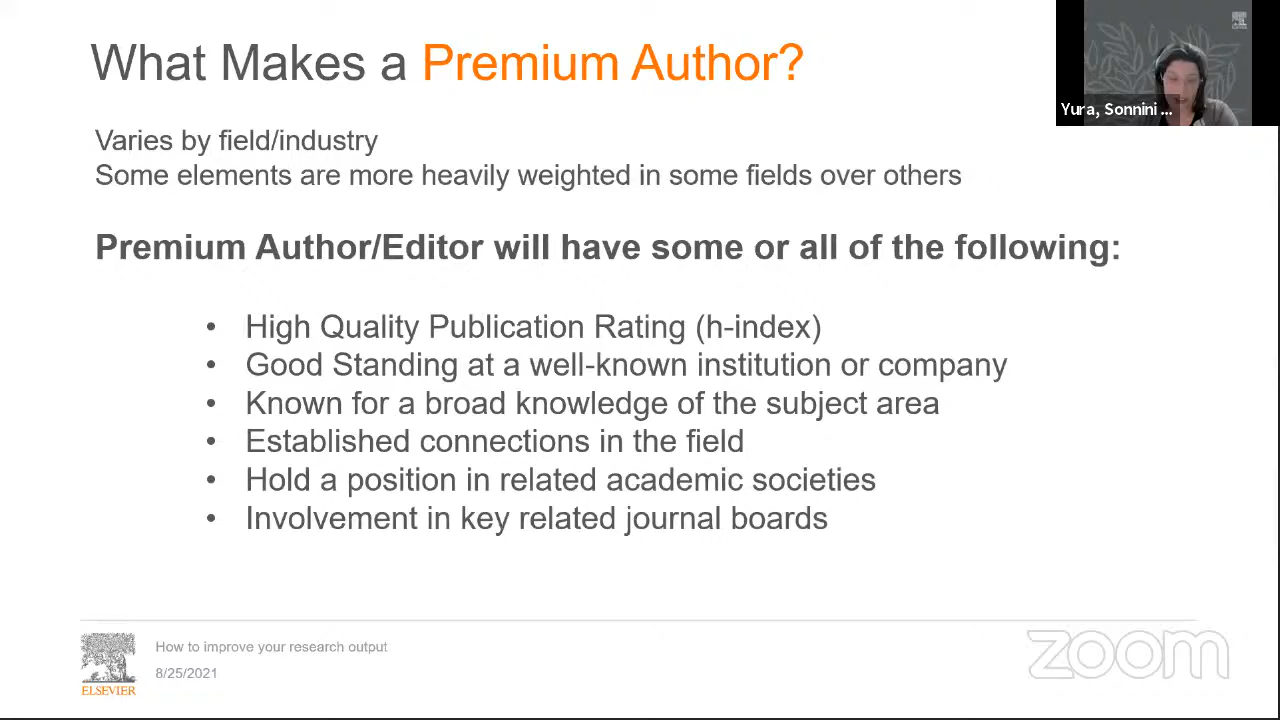 What Makes a Premium Author?
Yura, Sonnini ...
Varies by field/industry
Some elements are more heavily weighted in some fields over others
Premium Author/Editor will have some or all of the following:
• High Quality Publication Rating (h-index)
• Good Standing at a well-known institution or company
• Known for a broad knowledge of the subject area
• Established connections in the field
• Hold a position in related academic societies
• Involvement in key related journal boards
How to improve your research output
8/25/2021
ELSEVIER
zoom